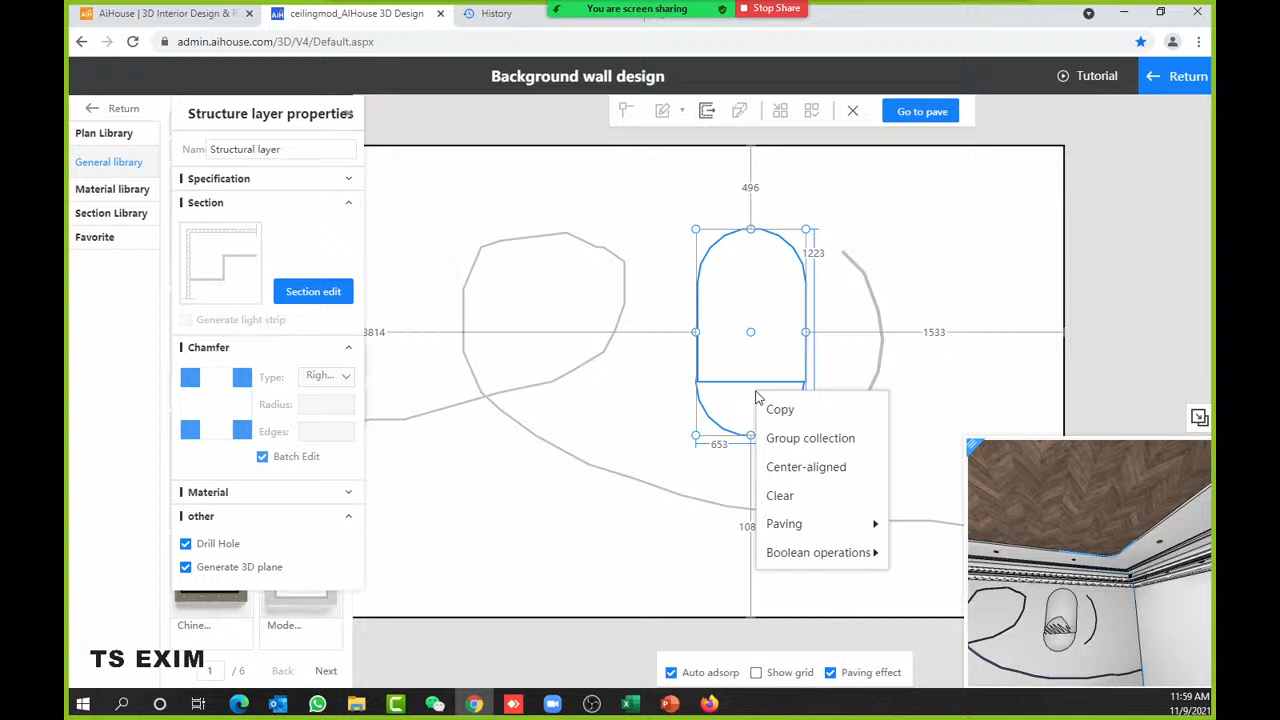 You are screen sharing
Stop Share
AiHouse | 3D Interior Design & R
ceilingmod_AIHouse 3D Design
History
admin.aihouse.com/3D/V4/Default.aspx
Background wall design
Tutorial
Return
Return
Plan Library
General library
Material library
Section Library
Favorite
Structure layer properties
Nam
Structural layer
Specification
Section
Section edit
Generate light strip
Chamfer
Type:
Righ...
Radius:
Edges:
Batch Edit
Material
other
Drill Hole
Generate 3D plane
Chine...
Mode...
1 / 6
Back
Next
Go to pave
496
1223
3814
1533
653
108
Copy
Group collection
Center-aligned
Clear
Paving
Boolean operations
Auto adsorp
Show grid
Paving effect
TS EXIM
11:59 AM
11/9/2021